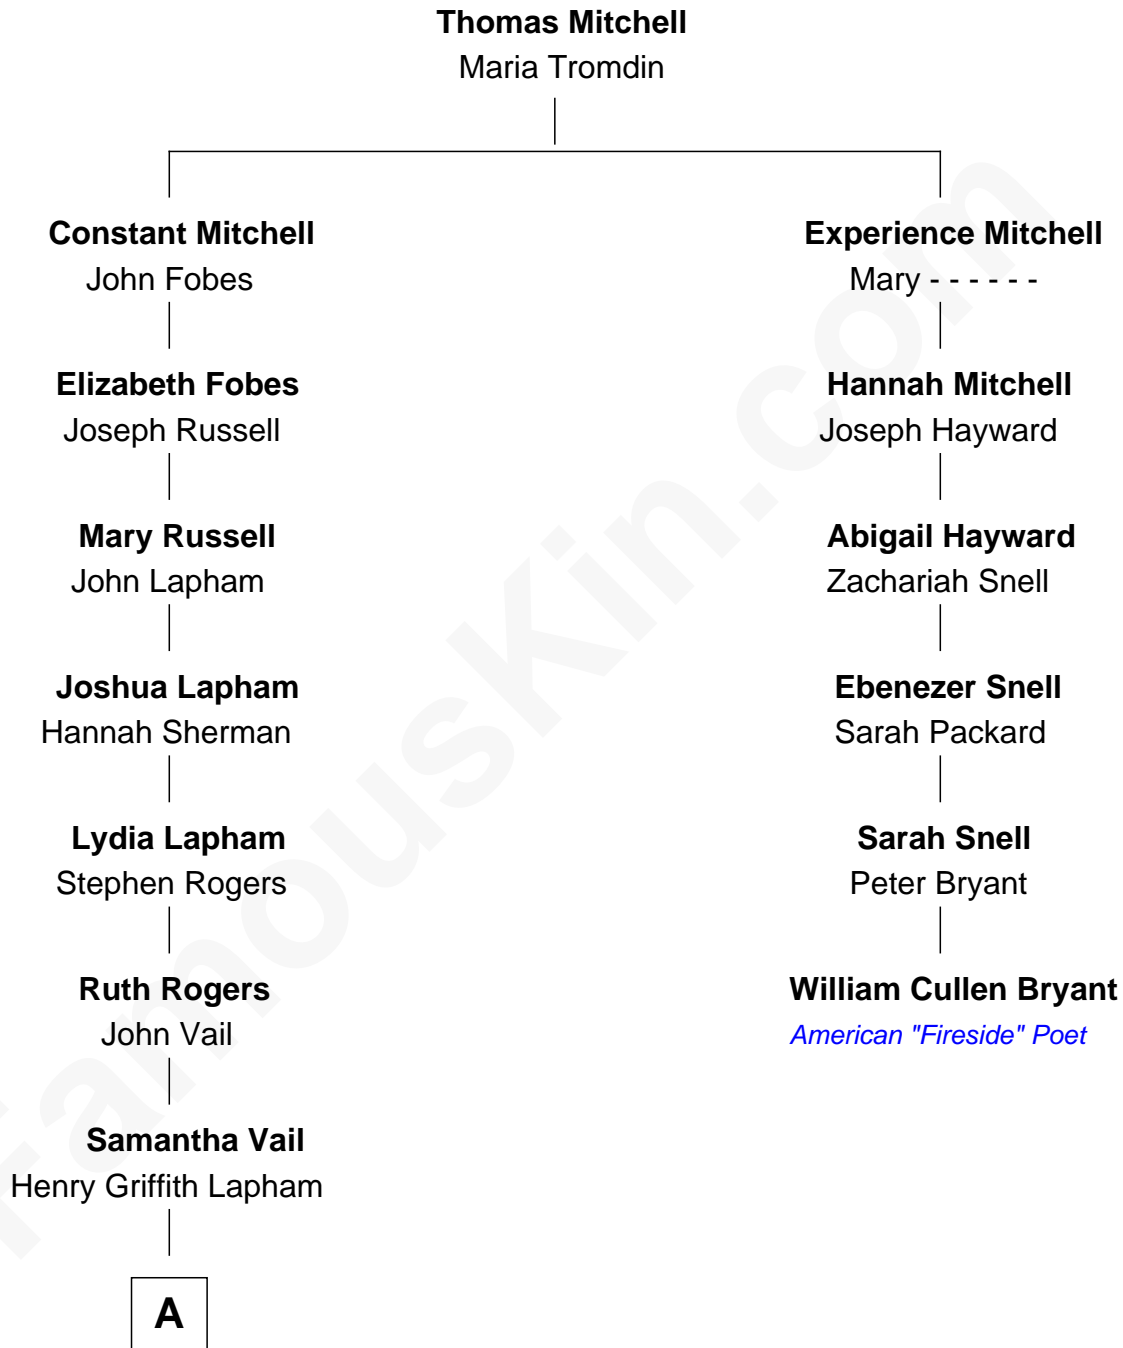 Thomas Mitchell
Maria Tromdin
Constant Mitchell
John Fobes
Experience Mitchell
Mary - - - - - -
Elizabeth Fobes
Joseph Russell
Hannah Mitchell
Joseph Hayward
Mary Russell
John Lapham
Abigail Hayward
Zachariah Snell
Joshua Lapham
Hannah Sherman
Ebenezer Snell
Sarah Packard
Lydia Lapham
Stephen Rogers
Sarah Snell
Peter Bryant
Ruth Rogers
John Vail
William Cullen Bryant
American "Fireside" Poet
Samantha Vail
Henry Griffith Lapham
A
FamousKin.com